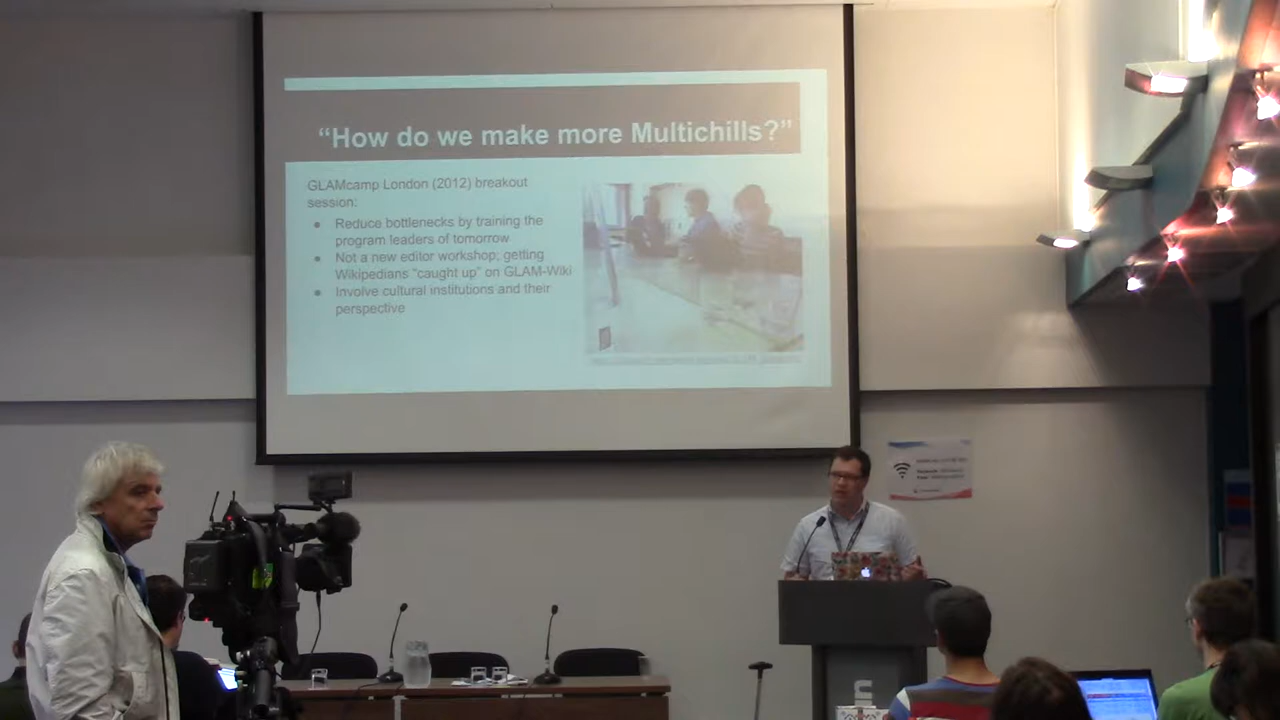 “How do we make more Multichills?”
GLAMcamp London (2012) breakout
session:
● Reduce bottlenecks by training the
program leaders of tomorrow
● Not a new editor workshop; getting
Wikipedians “caught up” on GLAM-Wiki
● Involve cultural institutions and their
perspective